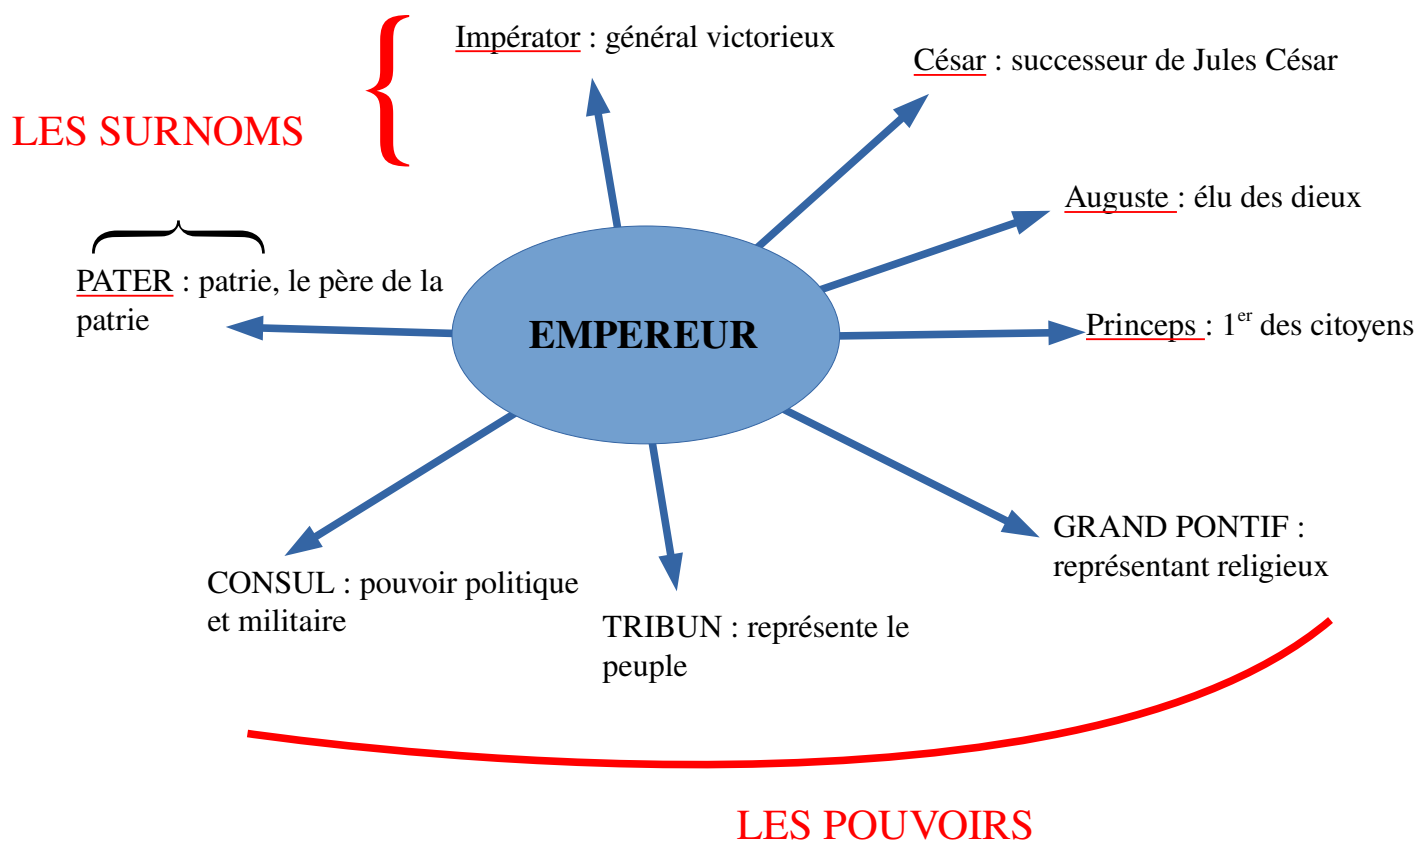 Impérator : général victorieux
César : successeur de Jules César
LES SURNOMS
Auguste : élu des dieux
PATER : patrie, le père de la
patrie
EMPEREUR
Princeps : 1er des citoyens
GRAND PONTIF :
représentant religieux
CONSUL : pouvoir politique
et militaire
TRIBUN : représente le
peuple
LES POUVOIRS